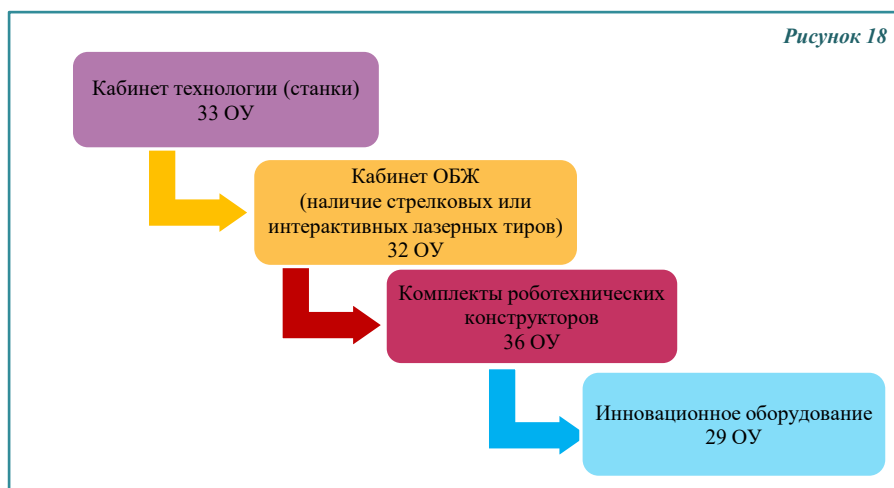 Рисунок 18
Кабинет технологии (станки)
33 ОУ
Кабинет ОБЖ
(наличие стрелковых или
интерактивных лазерных тиров)
32 ОУ
Комплекты роботехнических
конструкторов
36 ОУ
Инновационное оборудование
29 ОУ